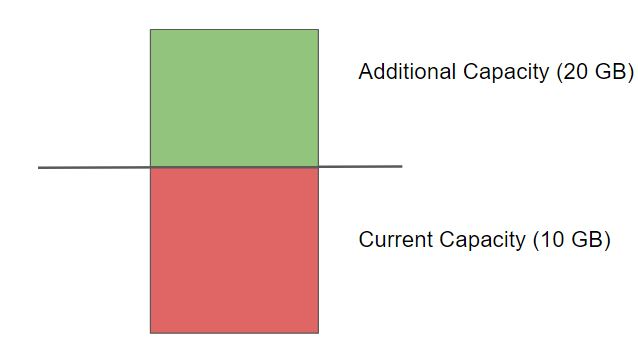 Additional Capacity (20 GB)
Current Capacity (10 GB)